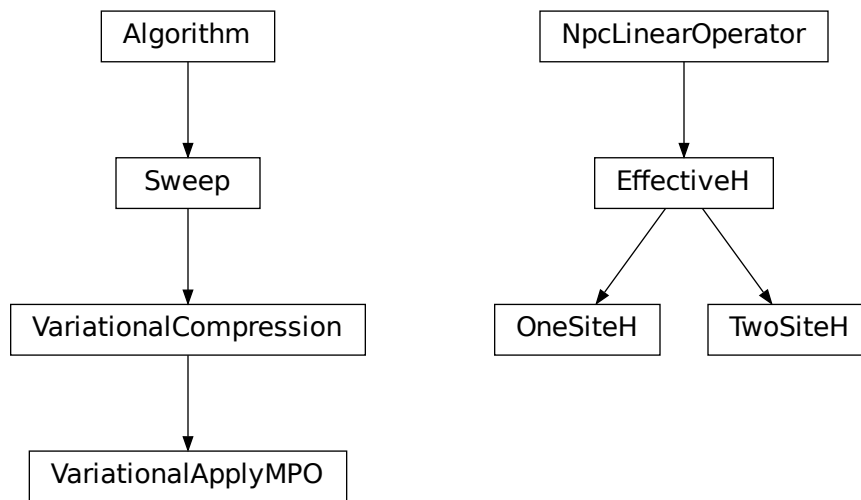 Algorithm
NpcLinearOperator
Sweep
EffectiveH
VariationalCompression
OneSiteH
TwoSiteH
VariationalApplyMPO